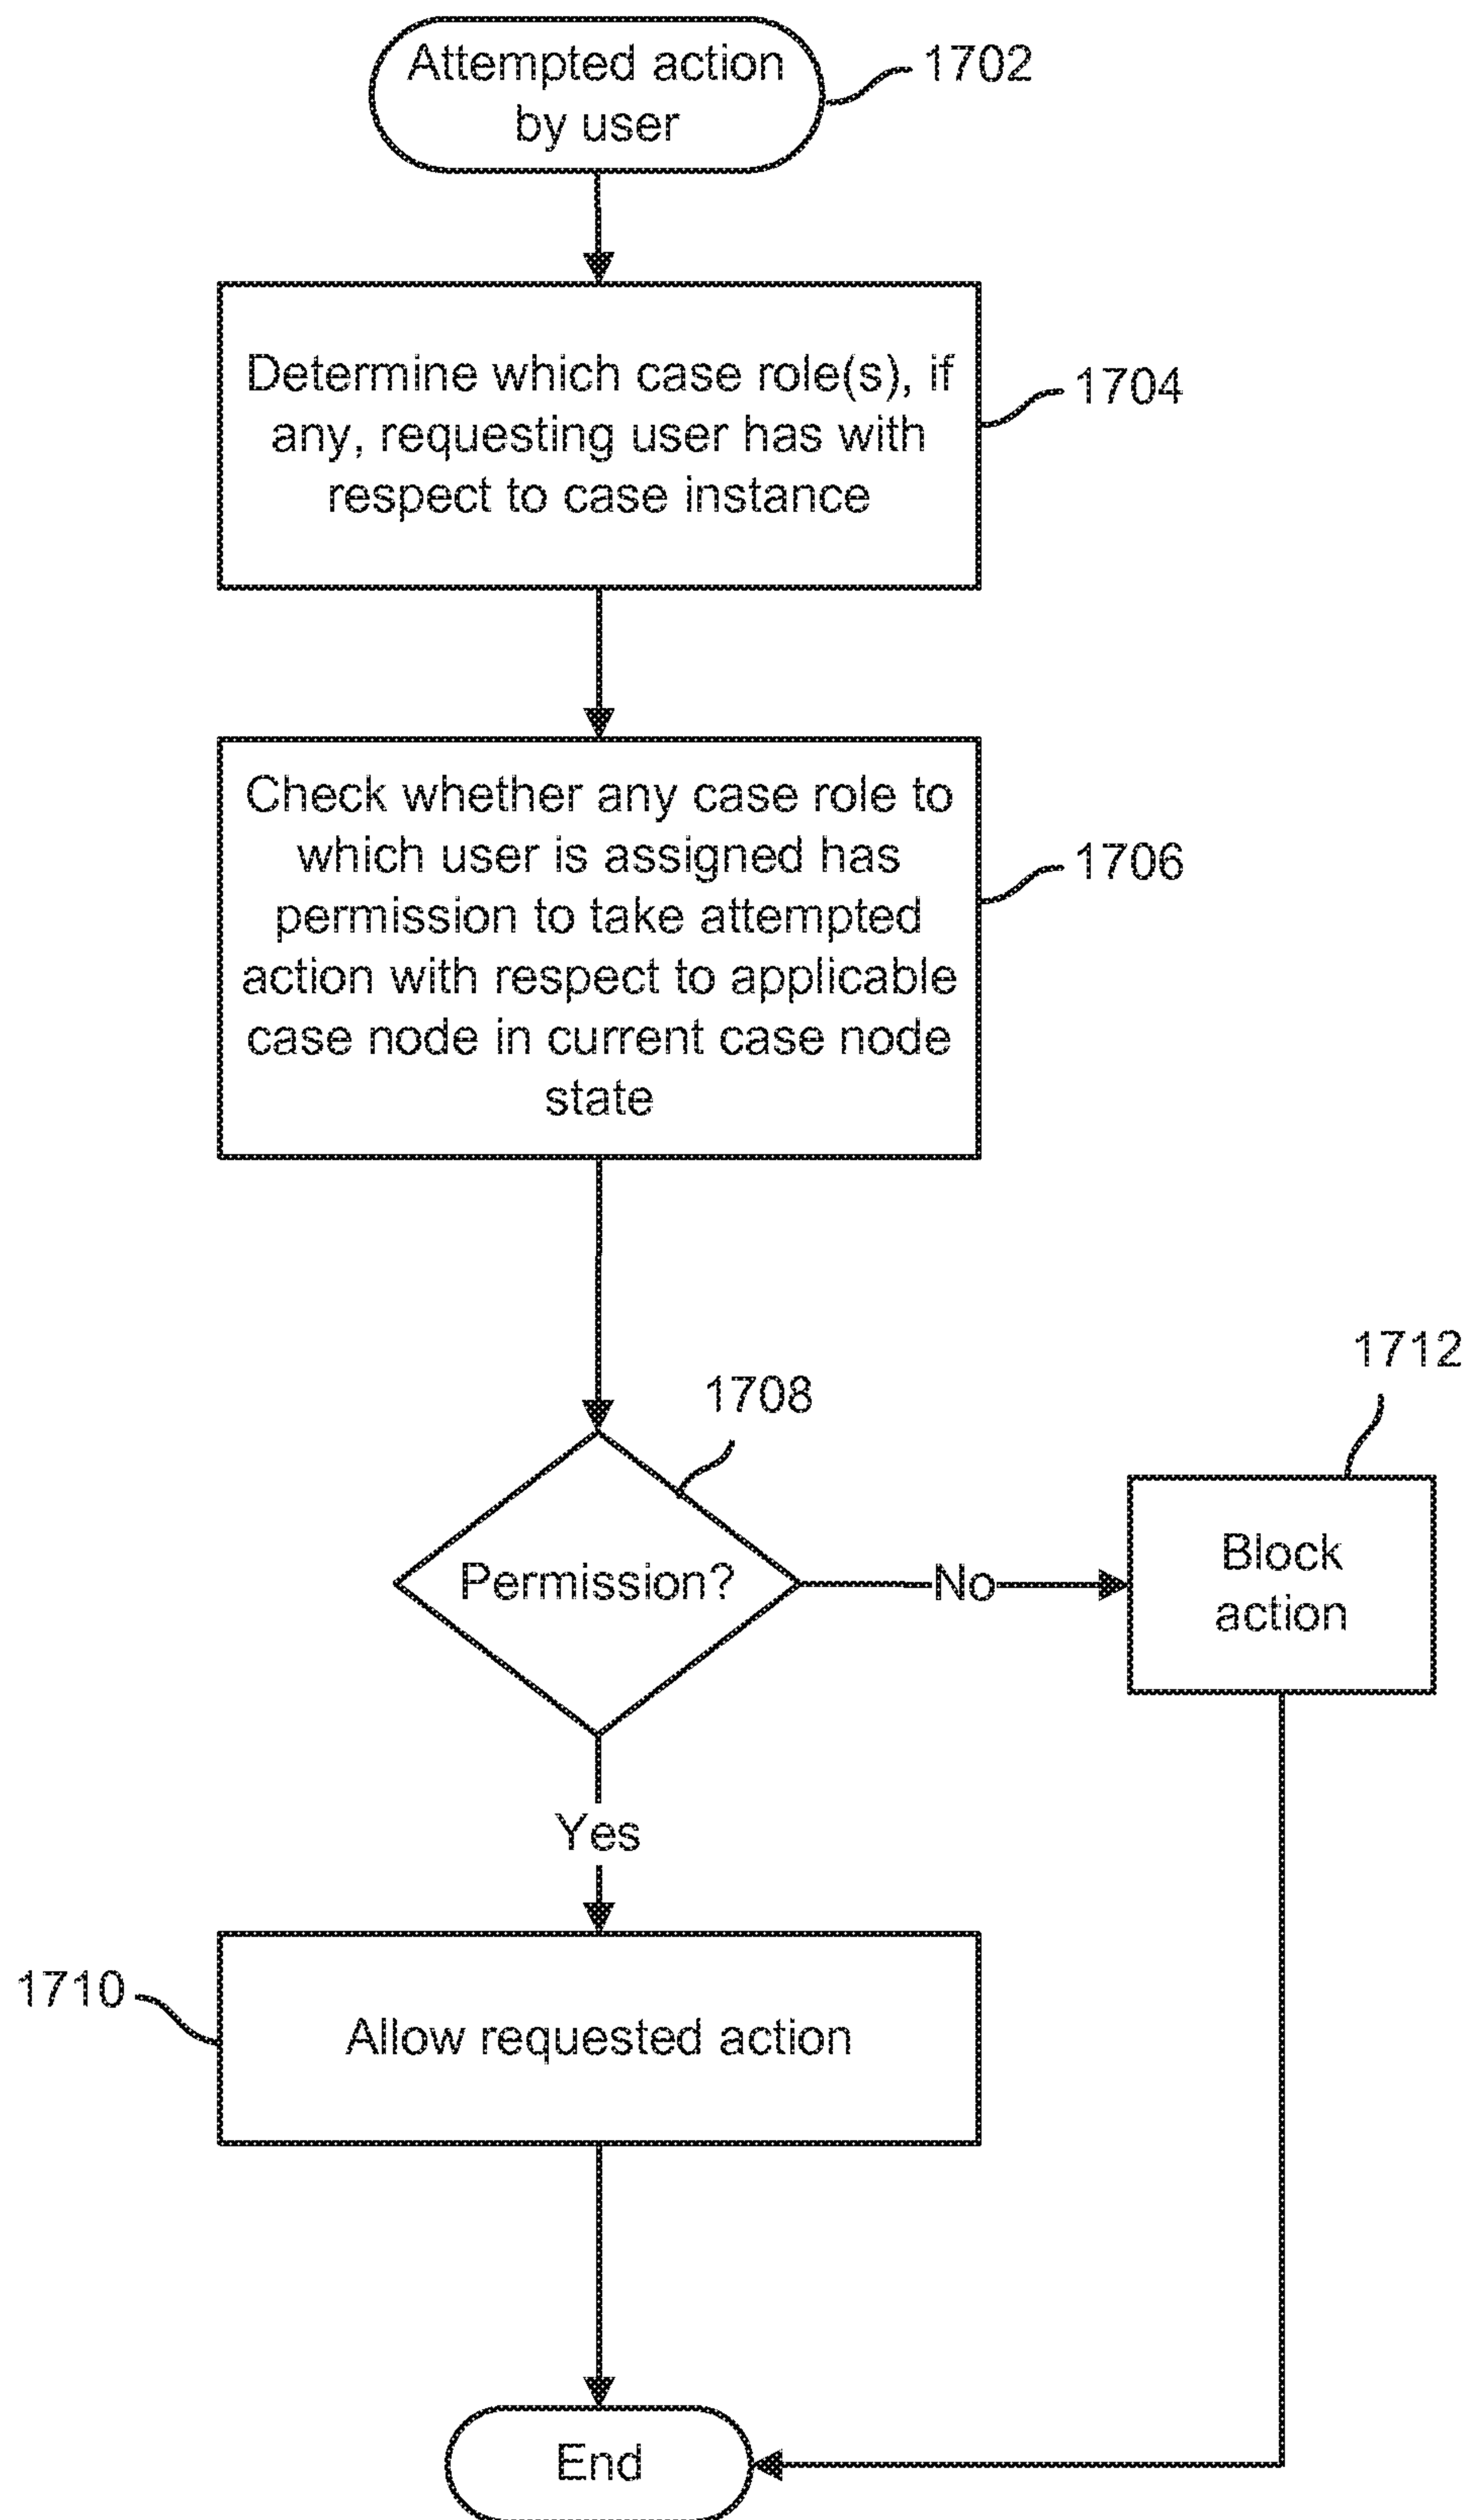 Attempted action
by user
1702
Determine which case role(s), if
any, requesting user has with
respect to case instance
1704
Check whether any case role to
which user is assigned has
permission to take attempted
action with respect to applicable
case node in current case node
state
1706
1708
Permission?
No
1712
Block
action
Yes
1710
Allow requested action
End